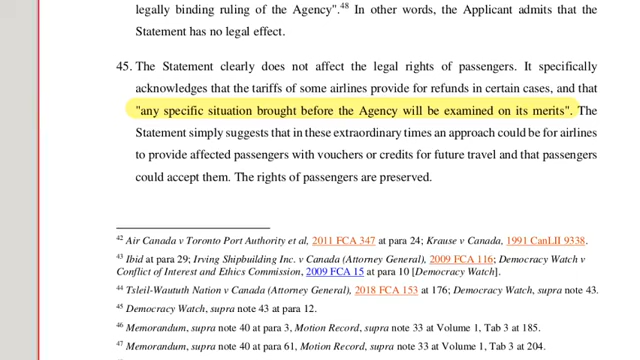 legally binding ruling of the Agency".48 In other words, the Applicant admits that the
Statement has no legal effect.
45. The Statement clearly does not affect the legal rights of passengers. It specifically
acknowledges that the tariffs of some airlines provide for refunds in certain cases, and that
"any specific situation brought before the Agency will be examined on its merits". The
Statement simply suggests that in these extraordinary times an approach could be for airlines
to provide affected passengers with vouchers or credits for future travel and that passengers
could accept them. The rights of passengers are preserved.
42 Air Canada v Toronto Port Authority et al, 2011 FCA 347 at para 24; Krause v Canada, 1991 CanLII 9338.
43 Ibid at para 29; Irving Shipbuilding Inc. v Canada (Attorney General), 2009 FCA 116; Democracy Watch v
Conflict of Interest and Ethics Commission, 2009 FCA 15 at para 10 [Democracy Watch].
44 Tsleil-Waututh Nation v Canada (Attorney General), 2018 FCA 153 at 176; Democracy Watch, supra note 43.
45 Democracy Watch, supra note 43 at para 12.
46 Memorandum, supra note 40 at para 3, Motion Record, supra note 33 at Volume 1, Tab 3 at 185.
47 Memorandum, supra note 40 at para 61, Motion Record, supra note 33 at Volume 1, Tab 3 at 204.